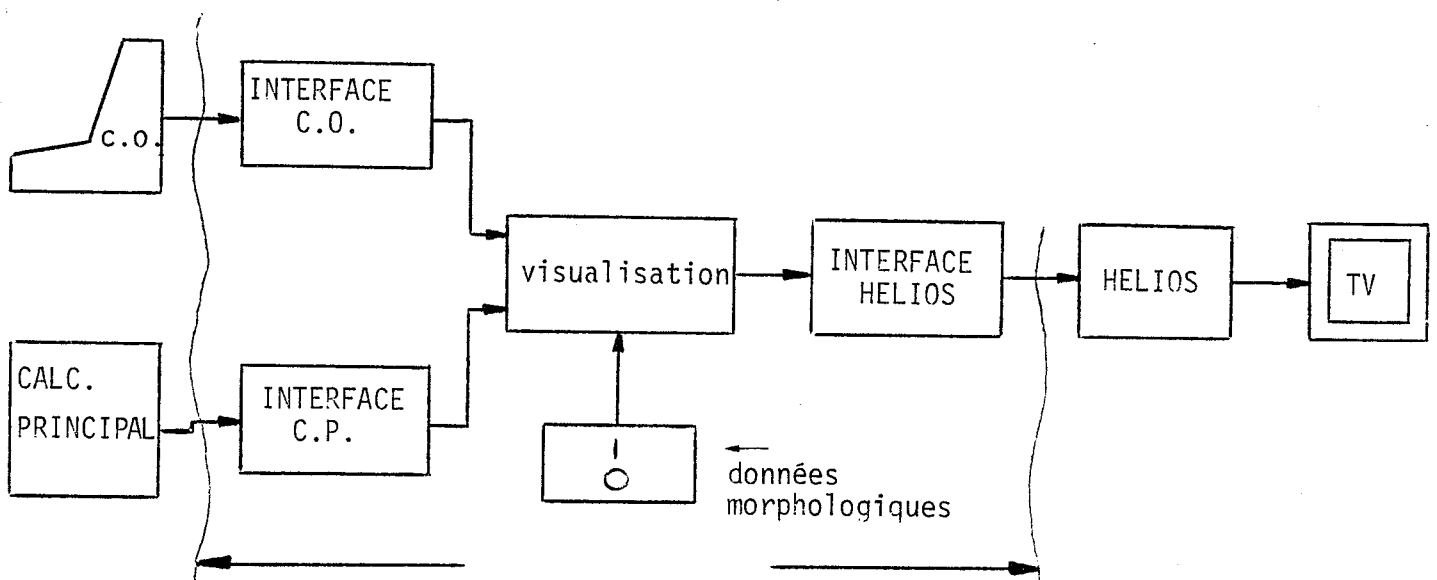 C.O.
INTERFACE
C.O.
CALC.
PRINCIPAL
INTERFACE
C.P.
visualisation
données
morphologiques
INTERFACE
HELIOS
HELIOS
TV